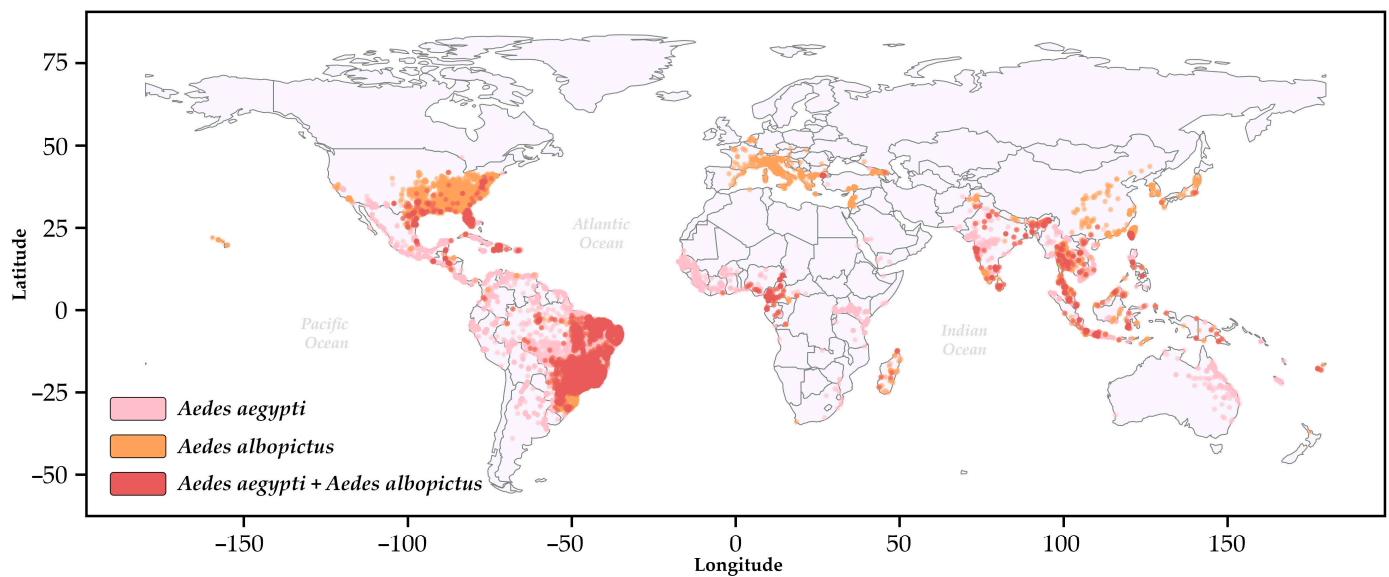 75
50
25
0
−25
−50
Latitude
Atlantic
Ocean
Pacific
Ocean
Indian
Ocean
Aedes aegypti
Aedes albopictus
Aedes aegypti + Aedes albopictus
−150
−100
−50
0
50
100
150
Longitude